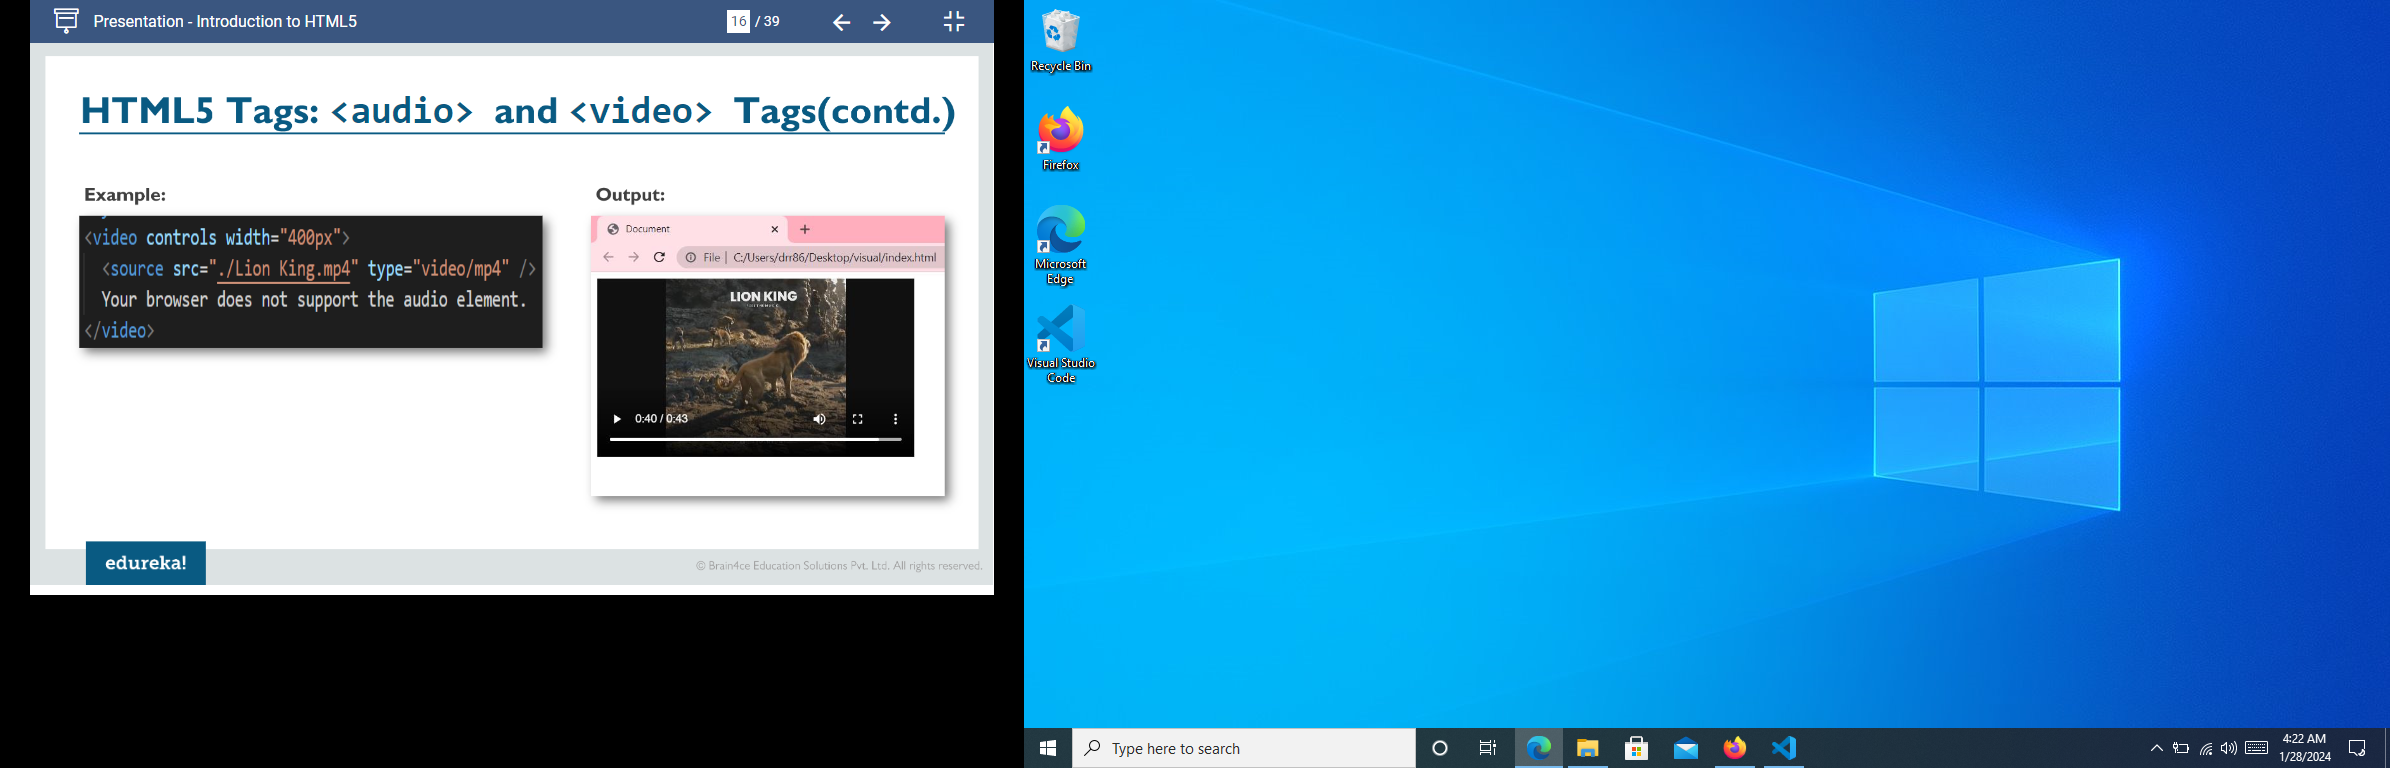 Presentation - Introduction to HTML5
16 / 39
HTML5 Tags: <audio> and <video> Tags(contd.)
Example:
<video controls width="400px">
<source src="./Lion King.mp4" type="video/mp4" />
Your browser does not support the audio element.
</video>
Output:
Document
File | C:/Users/drr86/Desktop/visual/index.html
LION KING
0:40 / 0:43
edureka!
© Brain4ce Education Solutions Pvt. Ltd. All rights reserved.
Recycle Bin
Firefox
Microsoft
Edge
Visual Studio
Code
Type here to search
4:22 AM
1/28/2024